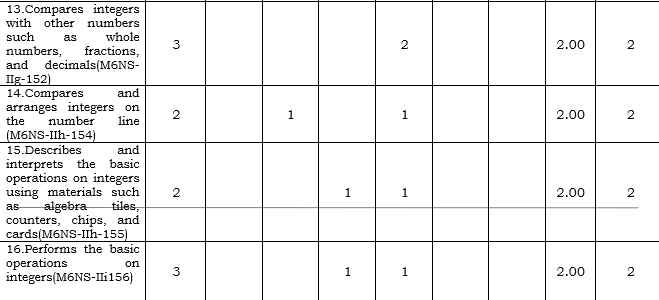 13.Compares integers
with other numbers
such as whole
numbers, fractions,
and decimals(M6NS-
IIg-152)
3 2 2.00 2
14.Compares and
arranges integers on
the number line
(M6NS-IIh-154)
2 1 1 2.00 2
15.Describes and
interprets the basic
operations on integers
using materials such
as algebra tiles,
counters, chips, and
cards(M6NS-IIh-155)
2 1 1 2.00 2
16.Performs the basic
operations on
integers(M6NS-IIi156)
3 1 1 2.00 2